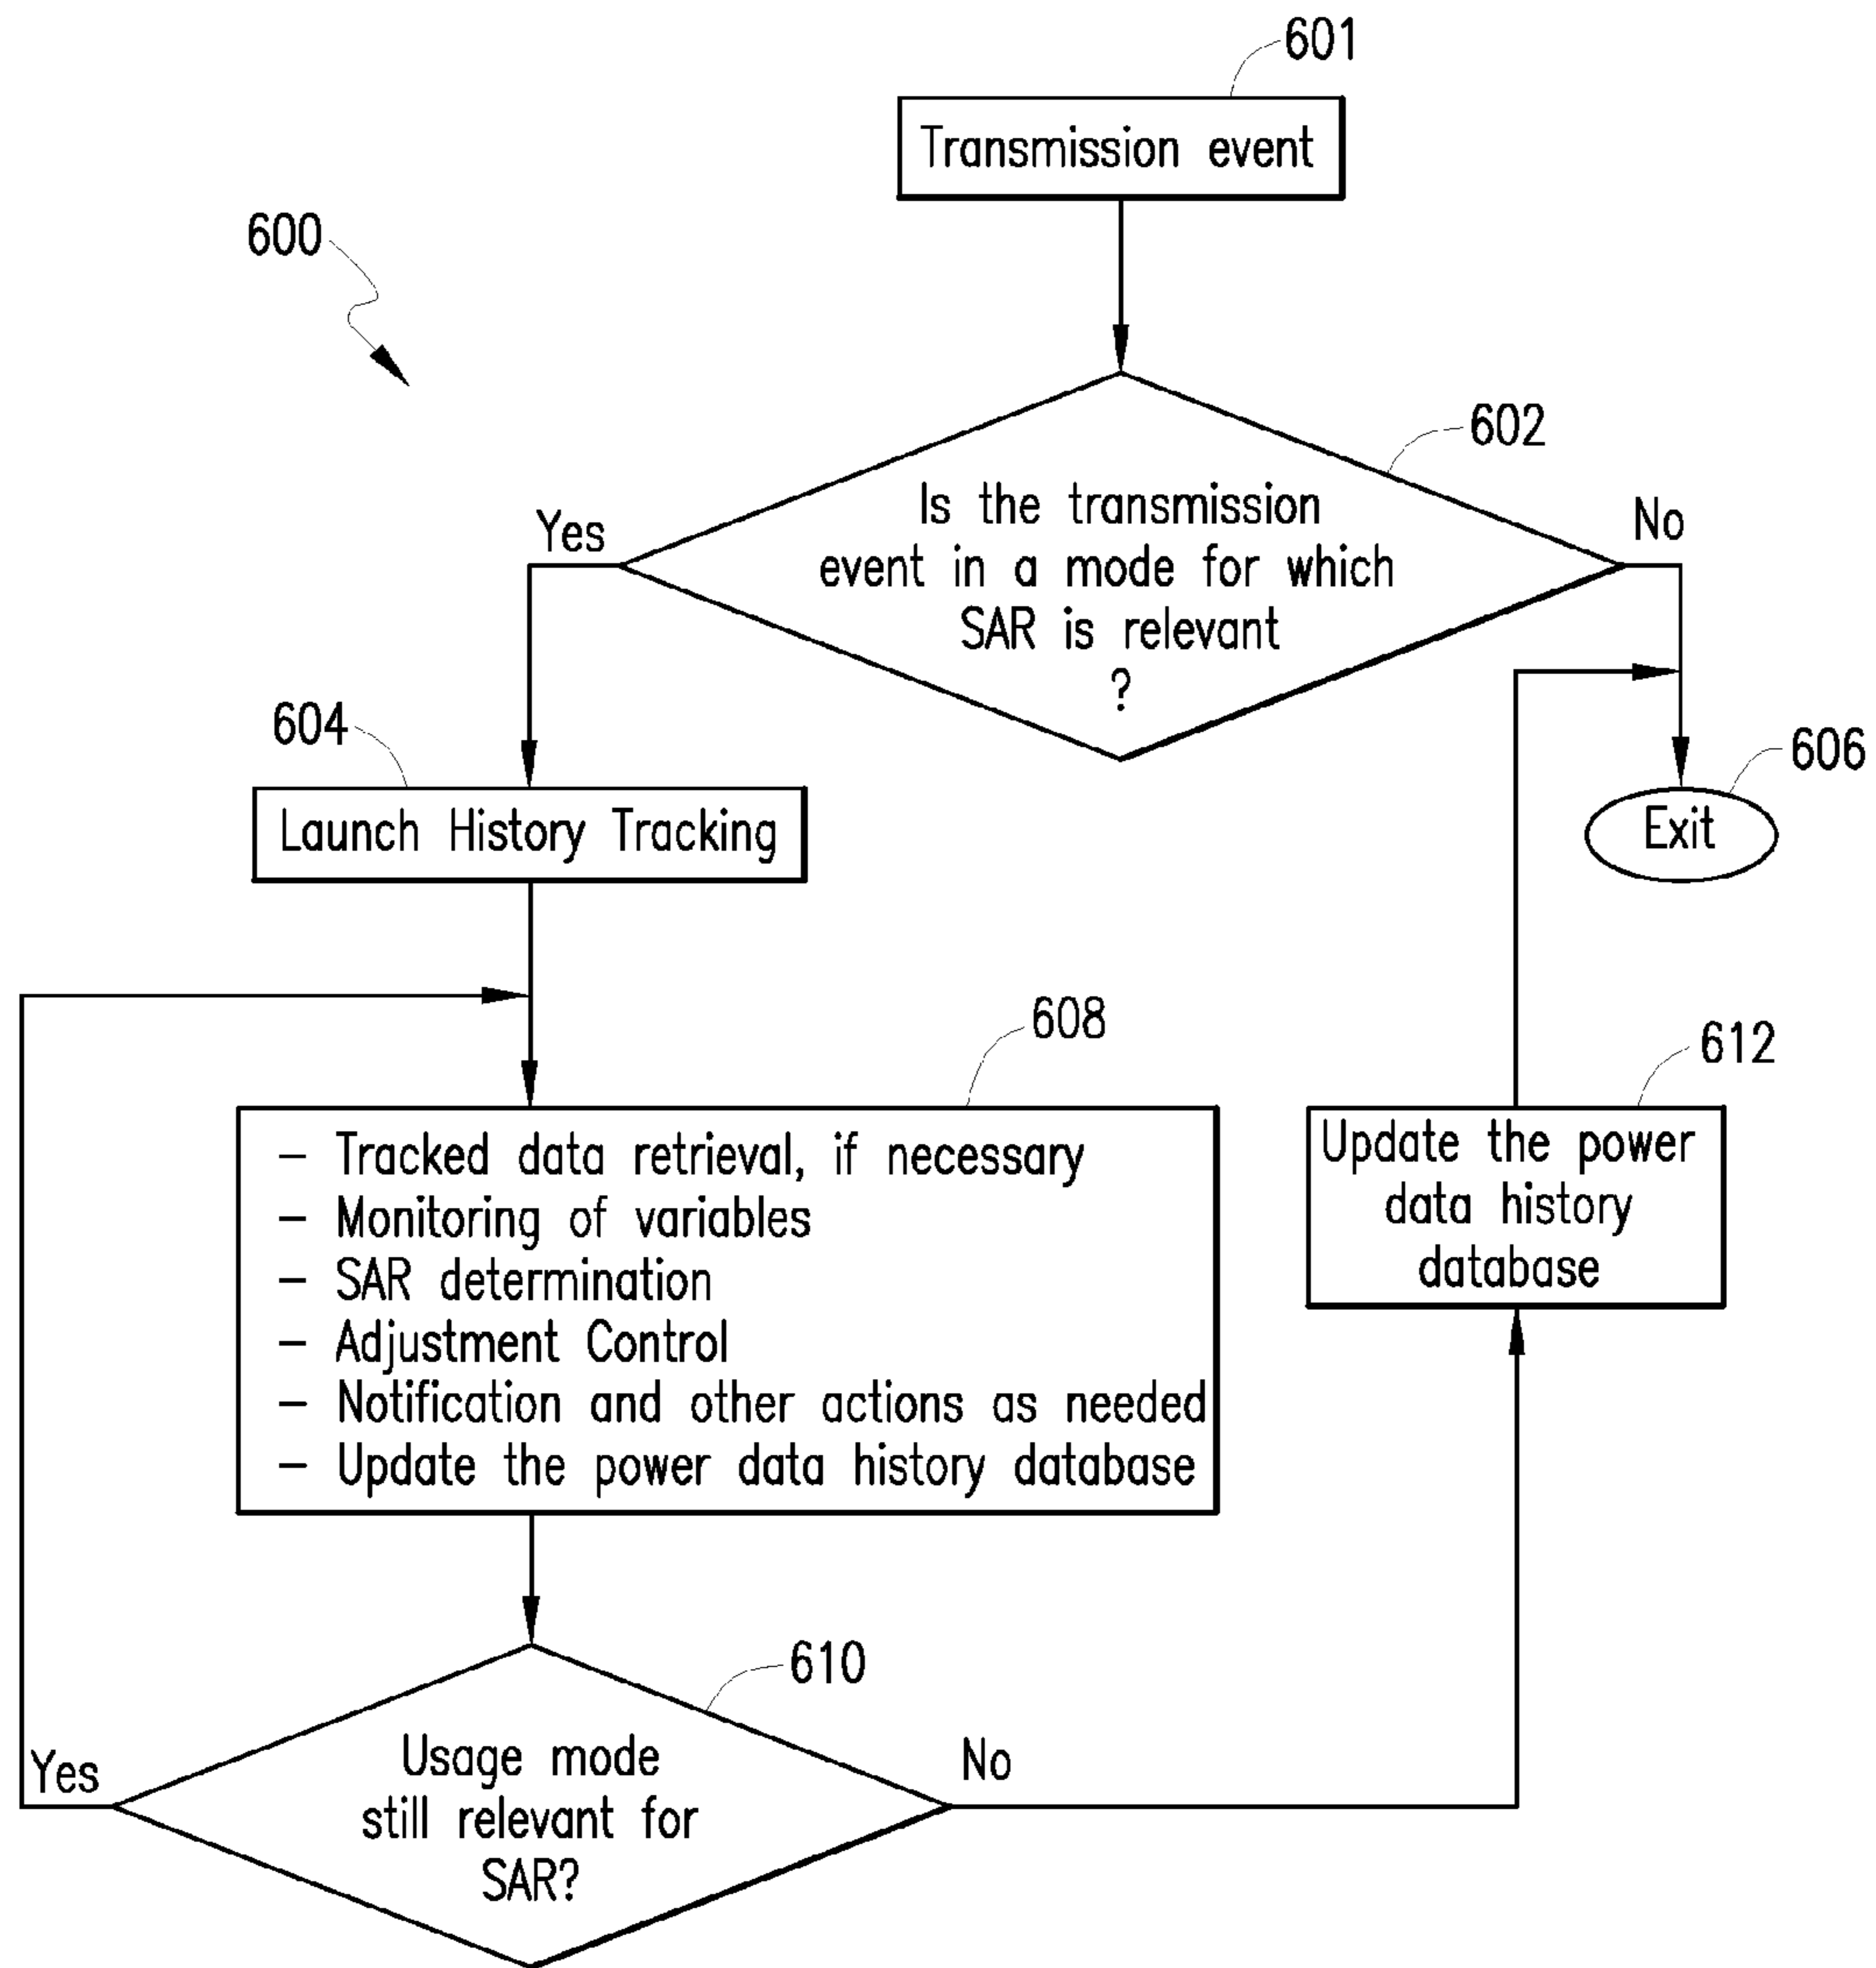 601
Transmission event
600
602
Is the transmission
event in a mode for which
SAR is relevant
?
Yes
No
604
Launch History Tracking
606
Exit
608
– Tracked data retrieval, if necessary
– Monitoring of variables
– SAR determination
– Adjustment Control
– Notification and other actions as needed
– Update the power data history database
612
Update the power
data history
database
610
Usage mode
still relevant for
SAR?
Yes
No